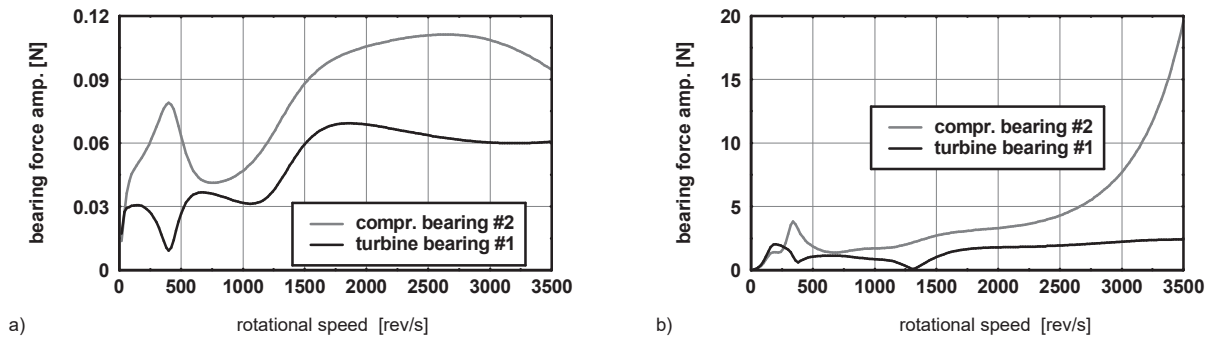 bearing force amp. [N]
0.12
0.09
0.06
0.03
0
compr. bearing #2
turbine bearing #1
0 500 1000 1500 2000 2500 3000 3500
a)
rotational speed [rev/s]
bearing force amp. [N]
20
15
10
5
0
compr. bearing #2
turbine bearing #1
0 500 1000 1500 2000 2500 3000 3500
b)
rotational speed [rev/s]